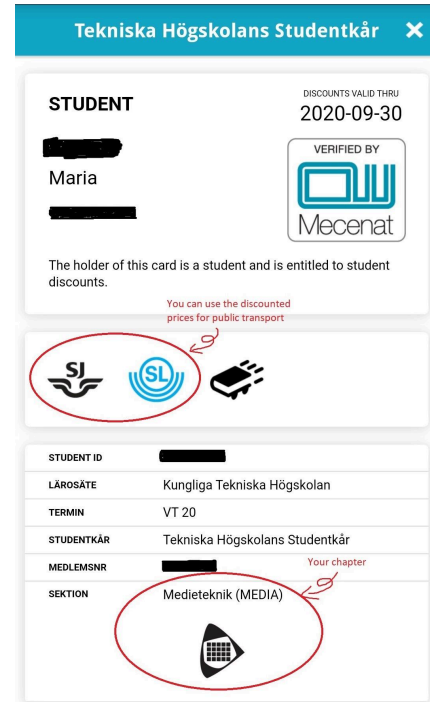 Tekniska Högskolans Studentkår
STUDENT
DISCOUNTS VALID THRU
2020-09-30
VERIFIED BY
Mecenat
Maria
The holder of this card is a student and is entitled to student
discounts.
You can use the discounted
prices for public transport
SJ
SL
STUDENT ID
LÄROSÄTE Kungliga Tekniska Högskolan
TERMIN VT 20
STUDENTKÅR Tekniska Högskolans Studentkår
MEDLEMSNR
Your chapter
SEKTION Medieteknik (MEDIA)